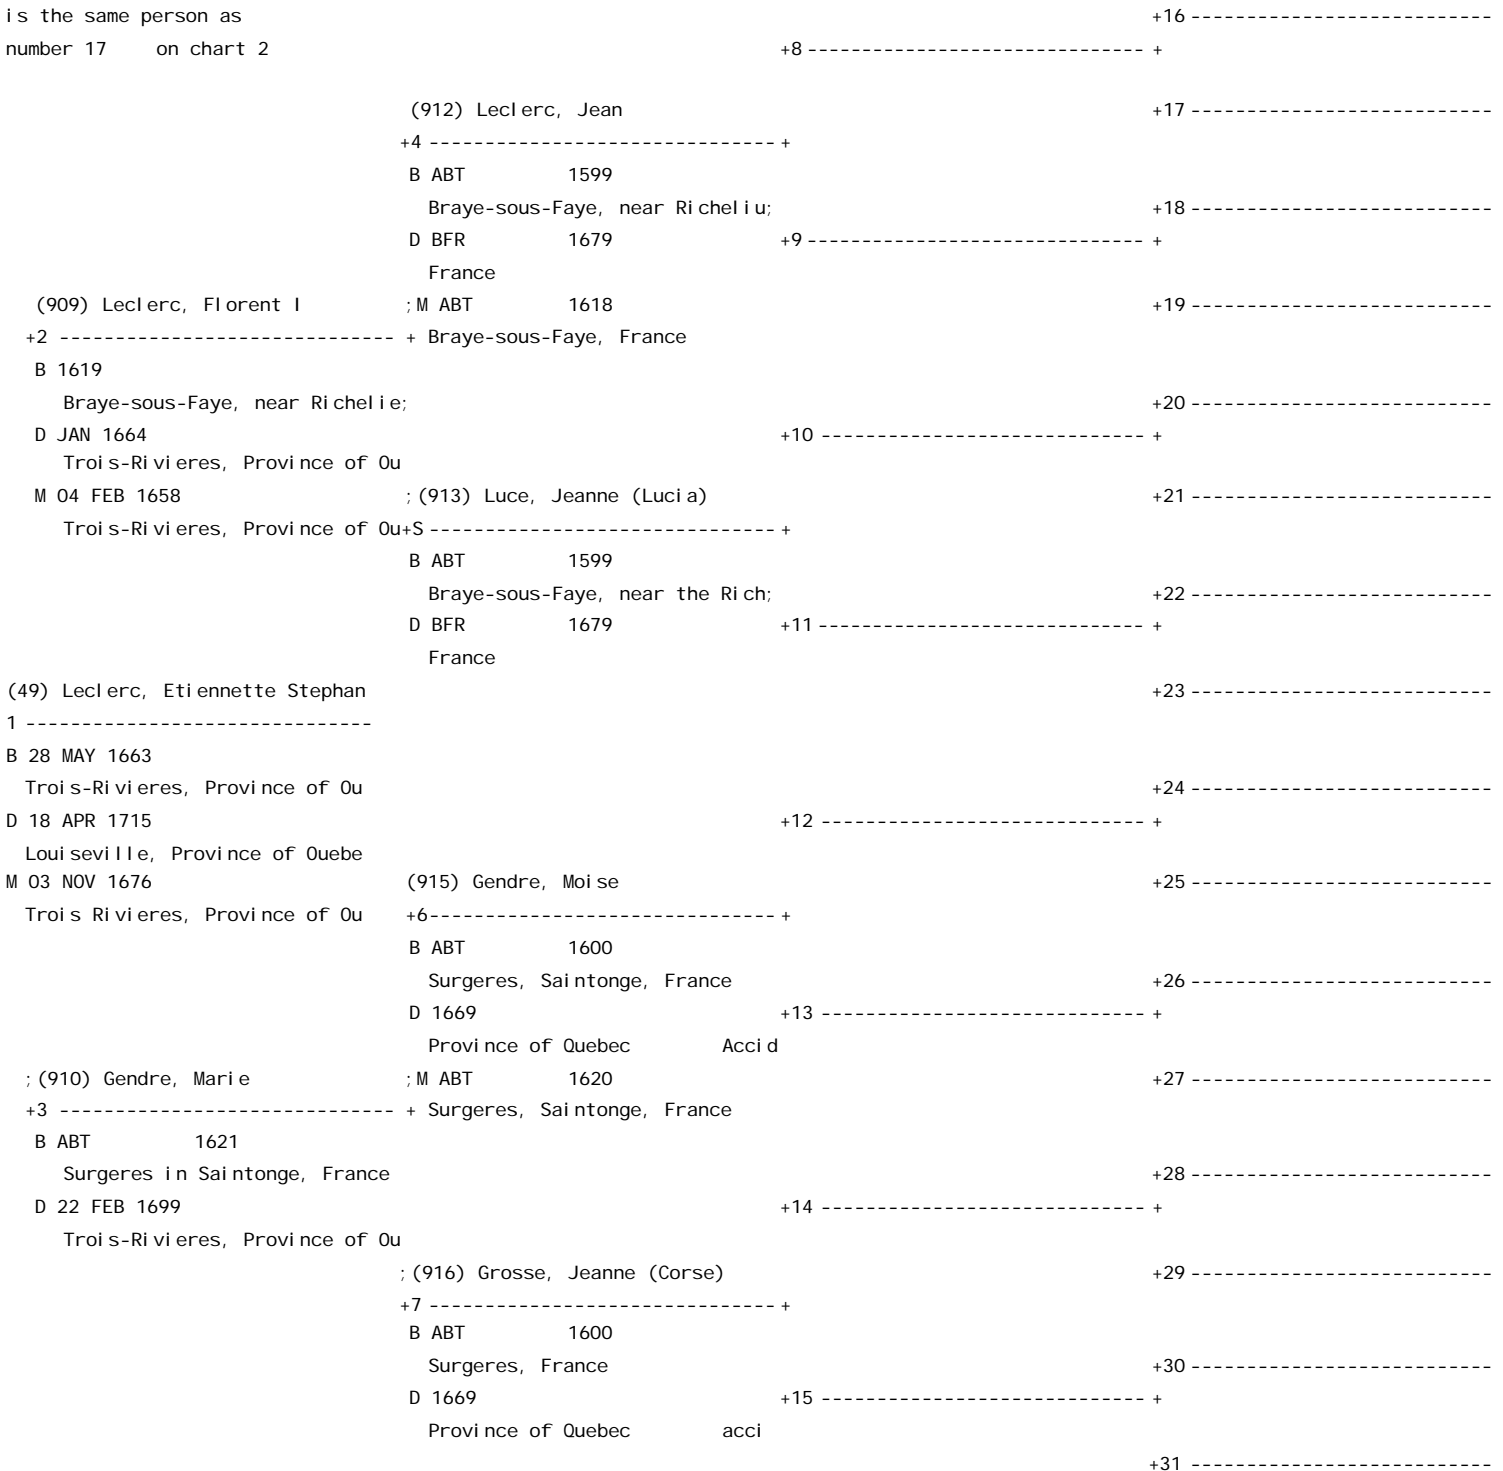 is the same person as +16 ---------------------------
number 17 on chart 2 +8 ------------------------------ +
(912) Leclerc, Jean +17 ---------------------------
+4 ------------------------------- +
B ABT 1599
Braye-sous-Faye, near Richeliu; +18 ---------------------------
D BFR 1679 +9 ------------------------------ +
France
(909) Leclerc, Florent I ;M ABT 1618 +19 ---------------------------
+2 ------------------------------ + Braye-sous-Faye, France
B 1619
Braye-sous-Faye, near Richelie; +20 ---------------------------
D JAN 1664 +10 ----------------------------- +
Trois-Rivieres, Province of Ou
M 04 FEB 1658 ;(913) Luce, Jeanne (Lucia) +21 ---------------------------
Trois-Rivieres, Province of Ou+S ------------------------------- +
B ABT 1599
Braye-sous-Faye, near the Rich; +22 ---------------------------
D BFR 1679 +11 ----------------------------- +
France
(49) Leclerc, Etiennette Stephan +23 ---------------------------
1 -------------------------------
B 28 MAY 1663
Trois-Rivieres, Province of Ou +24 ---------------------------
D 18 APR 1715 +12 ----------------------------- +
Louiseville, Province of Ouebe
M 03 NOV 1676 (915) Gendre, Moise +25 ---------------------------
Trois Rivieres, Province of Ou +6------------------------------- +
B ABT 1600
Surgeres, Saintonge, France +26 ---------------------------
D 1669 +13 ----------------------------- +
Province of Quebec Accid
;(910) Gendre, Marie ;M ABT 1620 +27 ---------------------------
+3 ------------------------------ + Surgeres, Saintonge, France
B ABT 1621
Surgeres in Saintonge, France +28 ---------------------------
D 22 FEB 1699 +14 ----------------------------- +
Trois-Rivieres, Province of Ou
;(916) Grosse, Jeanne (Corse) +29 ---------------------------
+7 ------------------------------- +
B ABT 1600
Surgeres, France +30 ---------------------------
D 1669 +15 ----------------------------- +
Province of Quebec acci
+31 ---------------------------